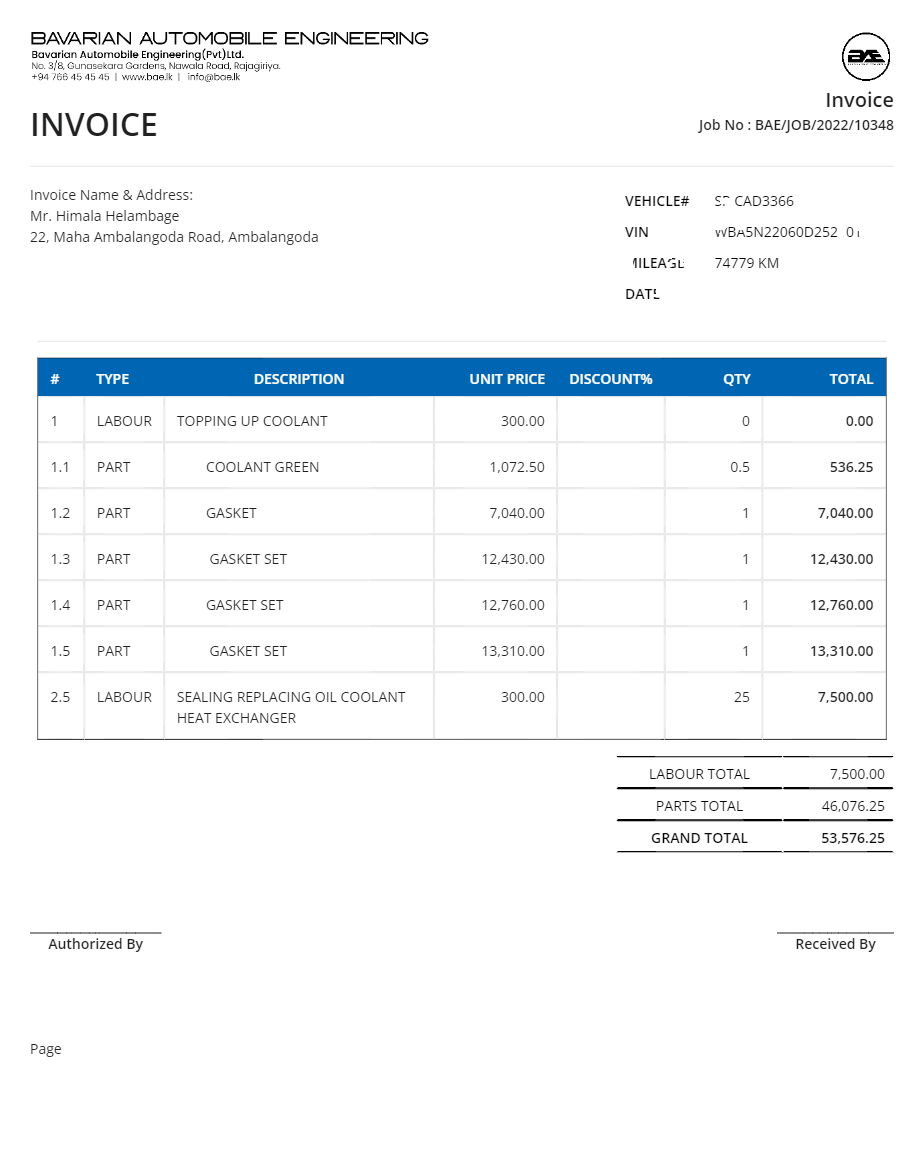 BAVARIAN AUTOMOBILE ENGINEERING
Bavarian Automobile Engineering(Pvt)Ltd.
No. 3/8, Gunasekara Gardens, Nawala Road, Rajagiriya.
+94 766 45 45 45 | www.bae.lk | info@bae.lk
BAE
Invoice
INVOICE
Job No : BAE/JOB/2022/10348
Invoice Name & Address:
Mr. Himala Helambage
22, Maha Ambalangoda Road, Ambalangoda
VEHICLE# CAD3366
VIN
MILEAGE 74779 KM
DATE
# TYPE DESCRIPTION UNIT PRICE DISCOUNT% QTY TOTAL
1 LABOUR TOPPING UP COOLANT 300.00 0 0.00
1.1 PART COOLANT GREEN 1,072.50 0.5 536.25
1.2 PART GASKET 7,040.00 1 7,040.00
1.3 PART GASKET SET 12,430.00 1 12,430.00
1.4 PART GASKET SET 12,760.00 1 12,760.00
1.5 PART GASKET SET 13,310.00 1 13,310.00
2.5 LABOUR SEALING REPLACING OIL COOLANT 300.00 25 7,500.00
HEAT EXCHANGER
LABOUR TOTAL 7,500.00
PARTS TOTAL 46,076.25
GRAND TOTAL 53,576.25
Authorized By Received By
Page